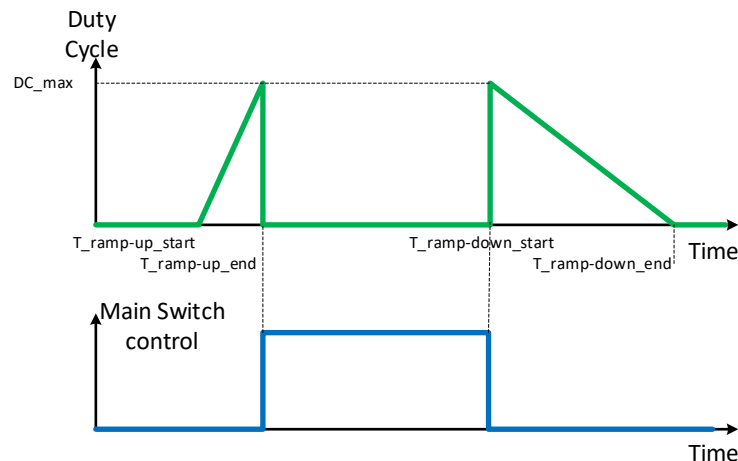 Duty
Cycle
DC_max
T_ramp-up_start
T_ramp-down_start
Time
T_ramp-up_end
T_ramp-down_end
Main Switch
control
Time